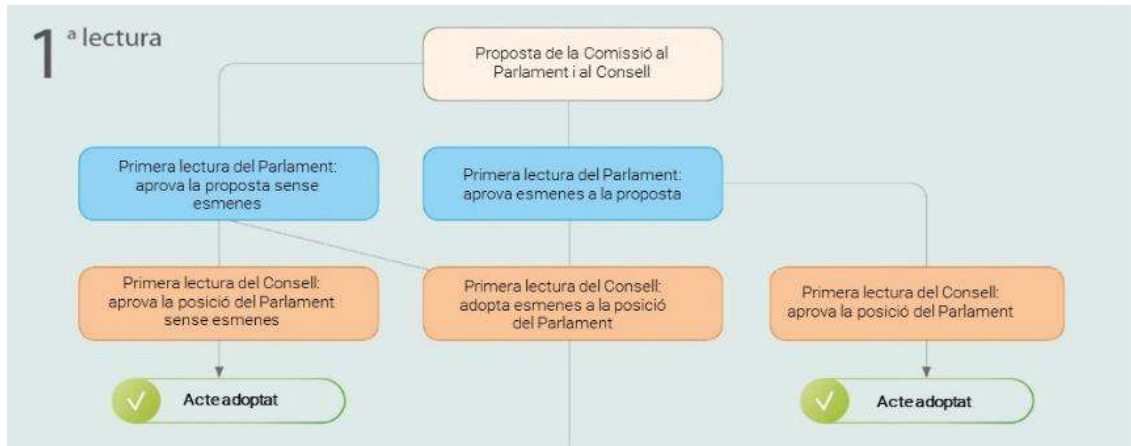 1ª lectura
Proposta de la Comissió al
Parlament i al Consell
Primera lectura del Parlament:
aprova la proposta sense
esmenes
Primera lectura del Parlament:
aprova esmenes a la proposta
Primera lectura del Consell:
aprova la posició del Parlament
sense esmenes
Primera lectura del Consell:
adopta esmenes a la posició
del Parlament
Primera lectura del Consell:
aprova la posició del Parlament
Acte adoptat
Acte adoptat